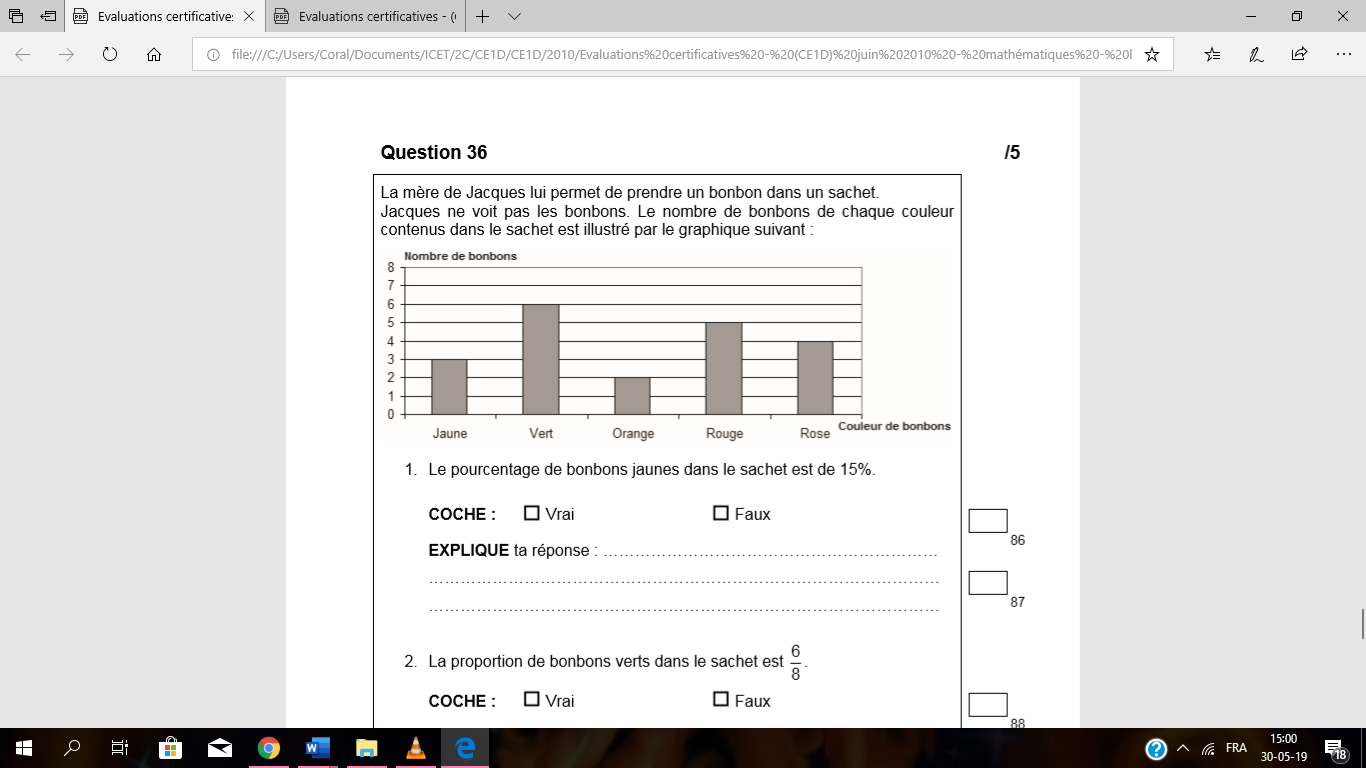 Evaluations certificatives
Evaluations certificatives - (
file:///C:/Users/Coral/Documents/ICET/2C/CE1D/CE1D/2010/Evaluations%20certificatives%20-%20(CE1D)%20juin%202010%20-%20mathématiques%20-%20l
Question 36 /5
La mère de Jacques lui permet de prendre un bonbon dans un sachet.
Jacques ne voit pas les bonbons. Le nombre de bonbons de chaque couleur
contenus dans le sachet est illustré par le graphique suivant :
Nombre de bonbons
8
7
6
5
4
3
2
1
0
Jaune Vert Orange Rouge Rose
Couleur de bonbons
1. Le pourcentage de bonbons jaunes dans le sachet est de 15%.
COCHE : Vrai Faux
86
EXPLIQUE ta réponse : ……………………………………………………
……………………………………………………………………………………
87
……………………………………………………………………………………
2. La proportion de bonbons verts dans le sachet est 6/8.
COCHE : Vrai Faux
88
FRA
15:00
30-05-19
18